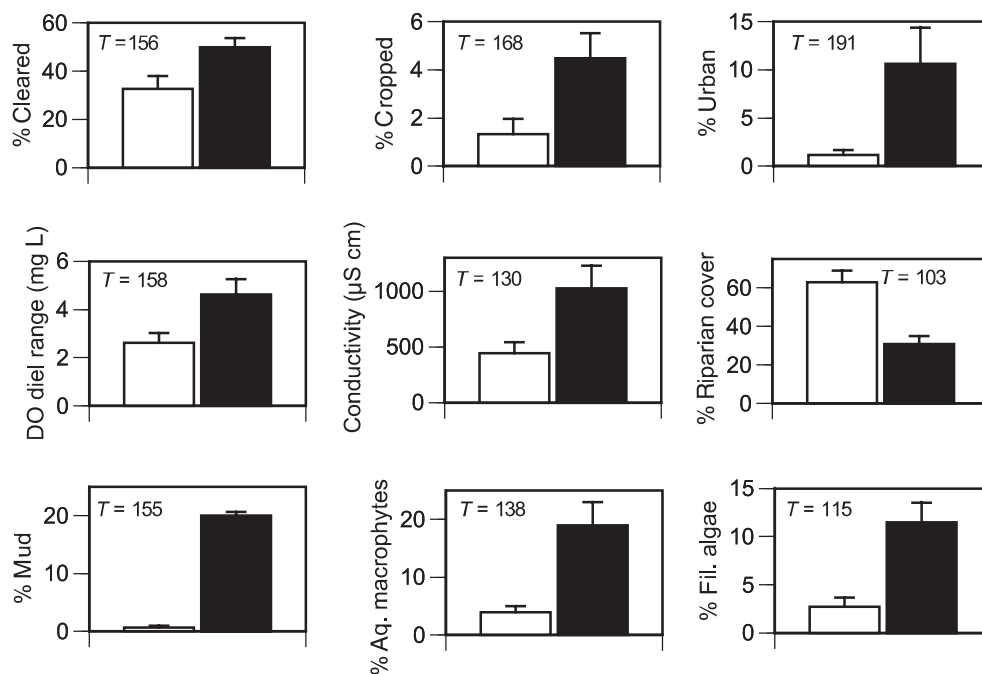 % Cleared
60
40
20
0
T =156
% Cropped
6
4
2
0
T = 168
% Urban
15
10
5
0
T = 191
DO diel range (mg L)
6
4
2
0
T = 158
Conductivity (µS cm)
1000
500
0
T = 130
% Riparian cover
60
40
20
0
T = 103
% Mud
20
10
0
T = 155
% Aq. macrophytes
20
10
0
T = 138
% Fil. algae
15
10
5
0
T = 115